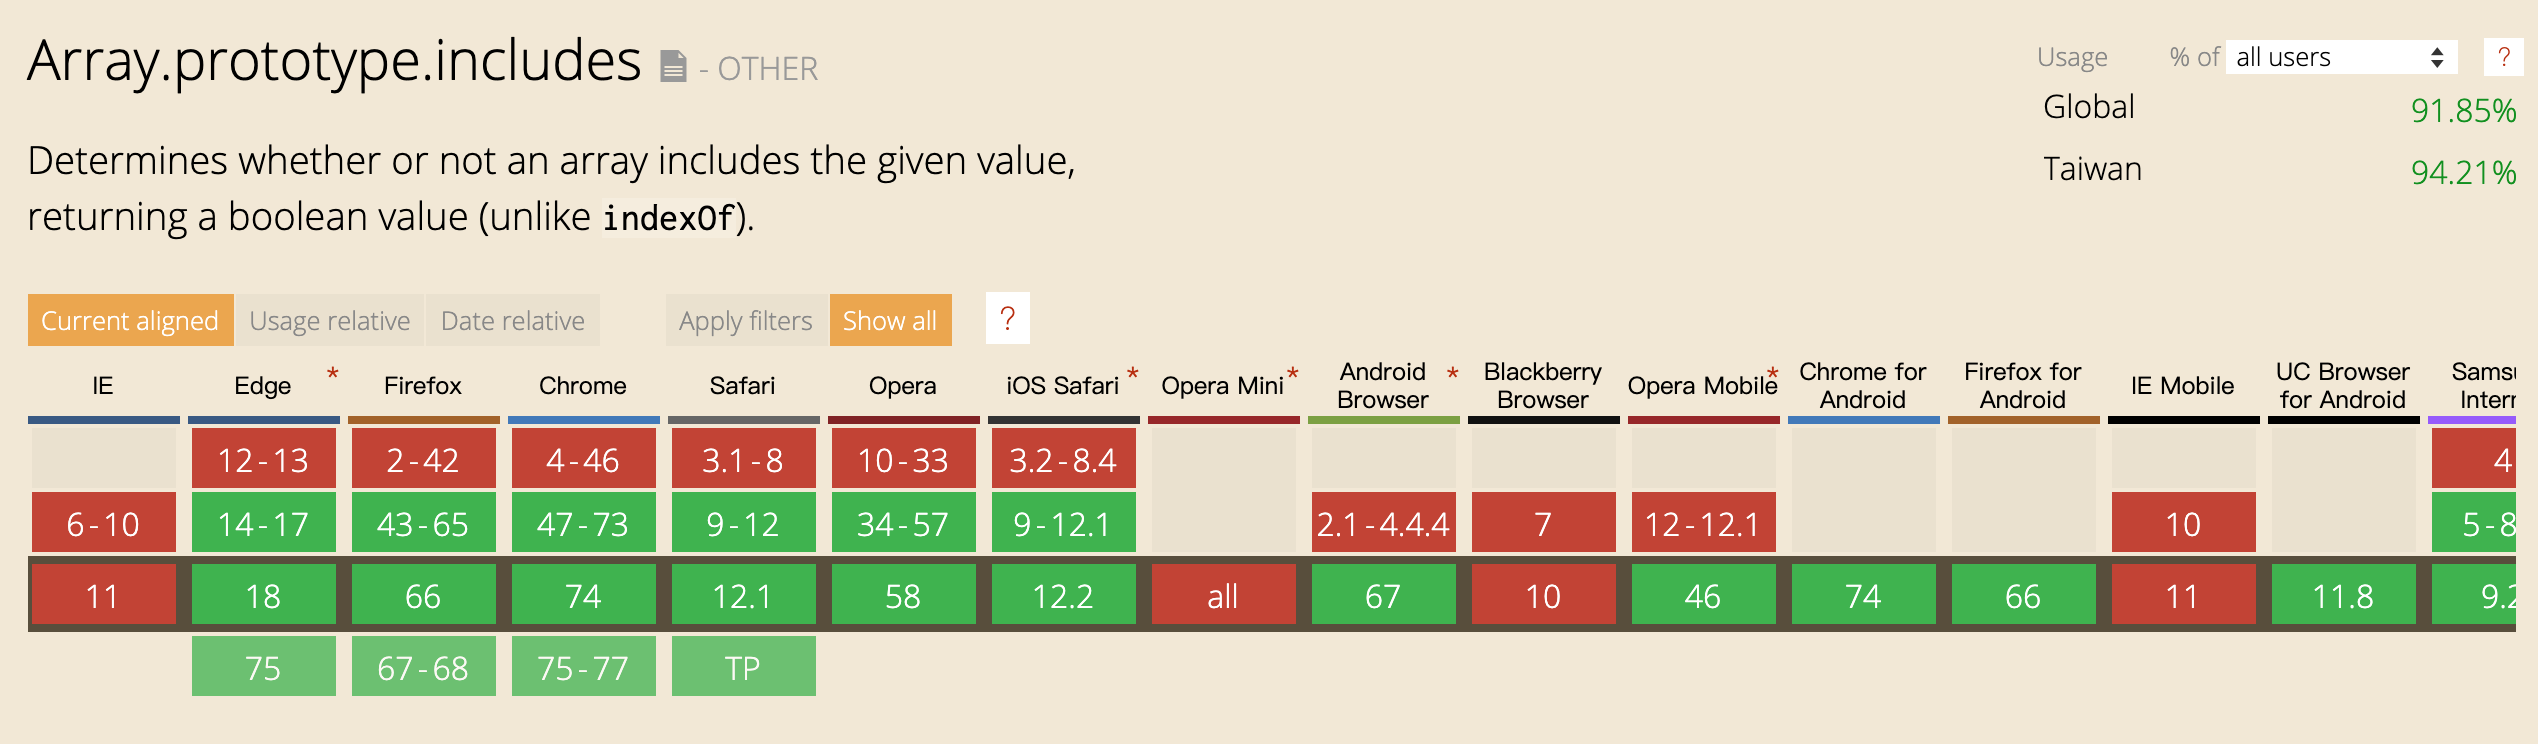 Array.prototype.includes - OTHER
Usage % of all users ?
Global 91.85%
Taiwan 94.21%
Determines whether or not an array includes the given value,
returning a boolean value (unlike indexOf).
Current aligned Usage relative Date relative Apply filters Show all ?
IE Edge * Firefox Chrome Safari Opera iOS Safari * Opera Mini * Android Browser * Blackberry Browser Opera Mobile * Chrome for Android Firefox for Android IE Mobile UC Browser for Android
12-13 2-42 4-46 3.1-8 10-33 3.2-8.4 4
6-10 14-17 43-65 47-73 9-12 34-57 9-12.1 2.1-4.4.4 7 12-12.1 10 5-8
11 18 66 74 12.1 58 12.2 all 67 10 46 74 66 11 11.8 9.2
75 67-68 75-77 TP